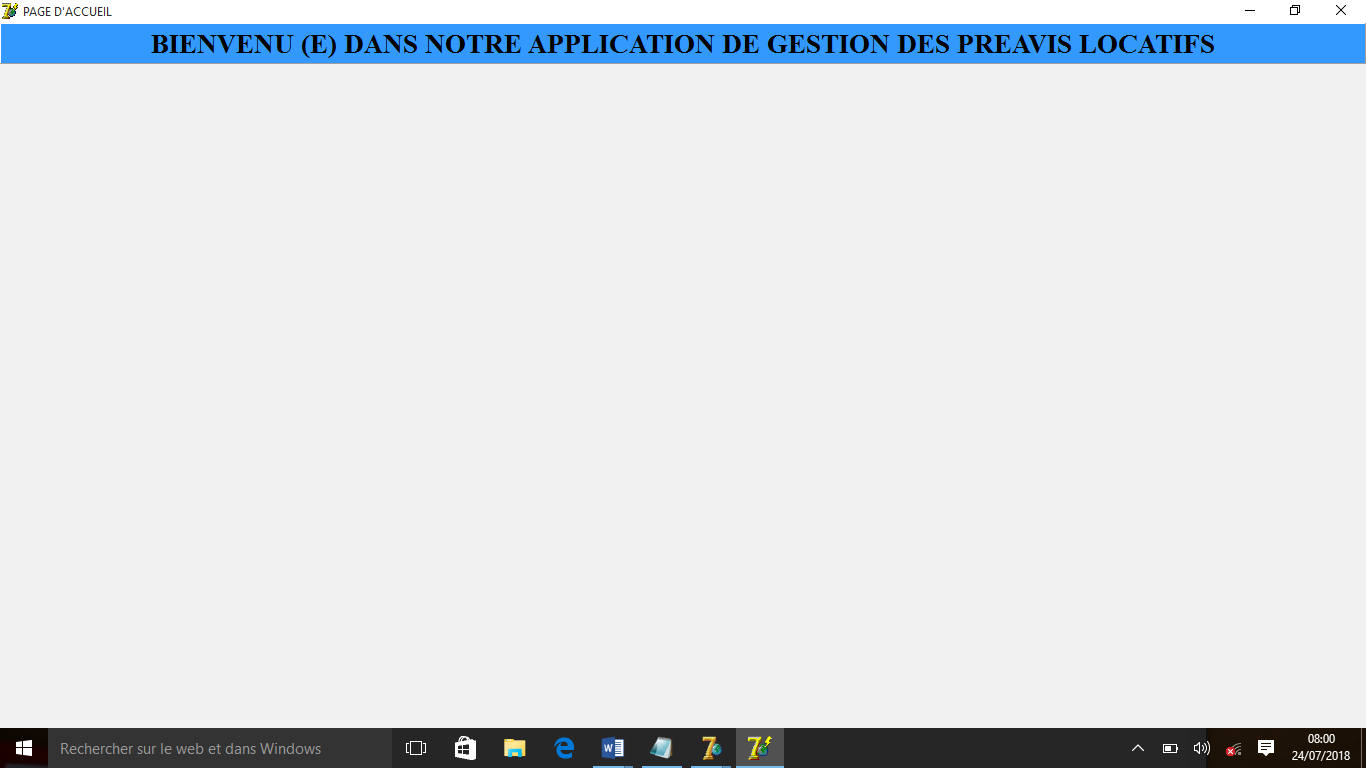 PAGE D'ACCUEIL
BIENVENU (E) DANS NOTRE APPLICATION DE GESTION DES PREAVIS LOCATIFS
Rechercher sur le web et dans Windows
08:00
24/07/2018